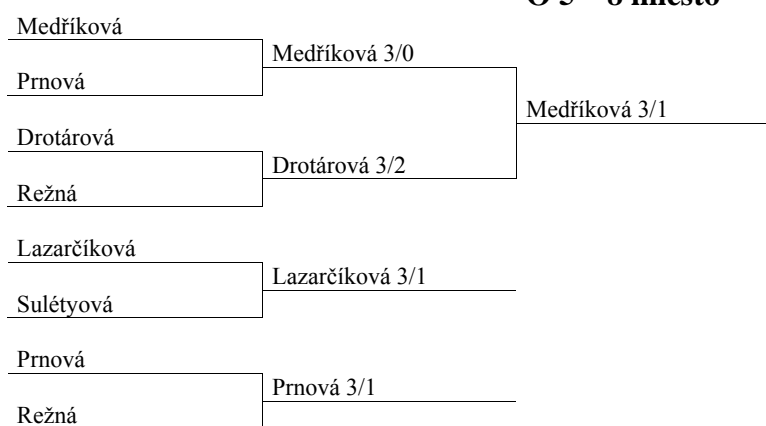 Medříková
Medříková 3/0
Prnová
Medříková 3/1
Drotárová
Drotárová 3/2
Režná
Lazarčíková
Lazarčíková 3/1
Sulétyová
Prnová
Prnová 3/1
Režná